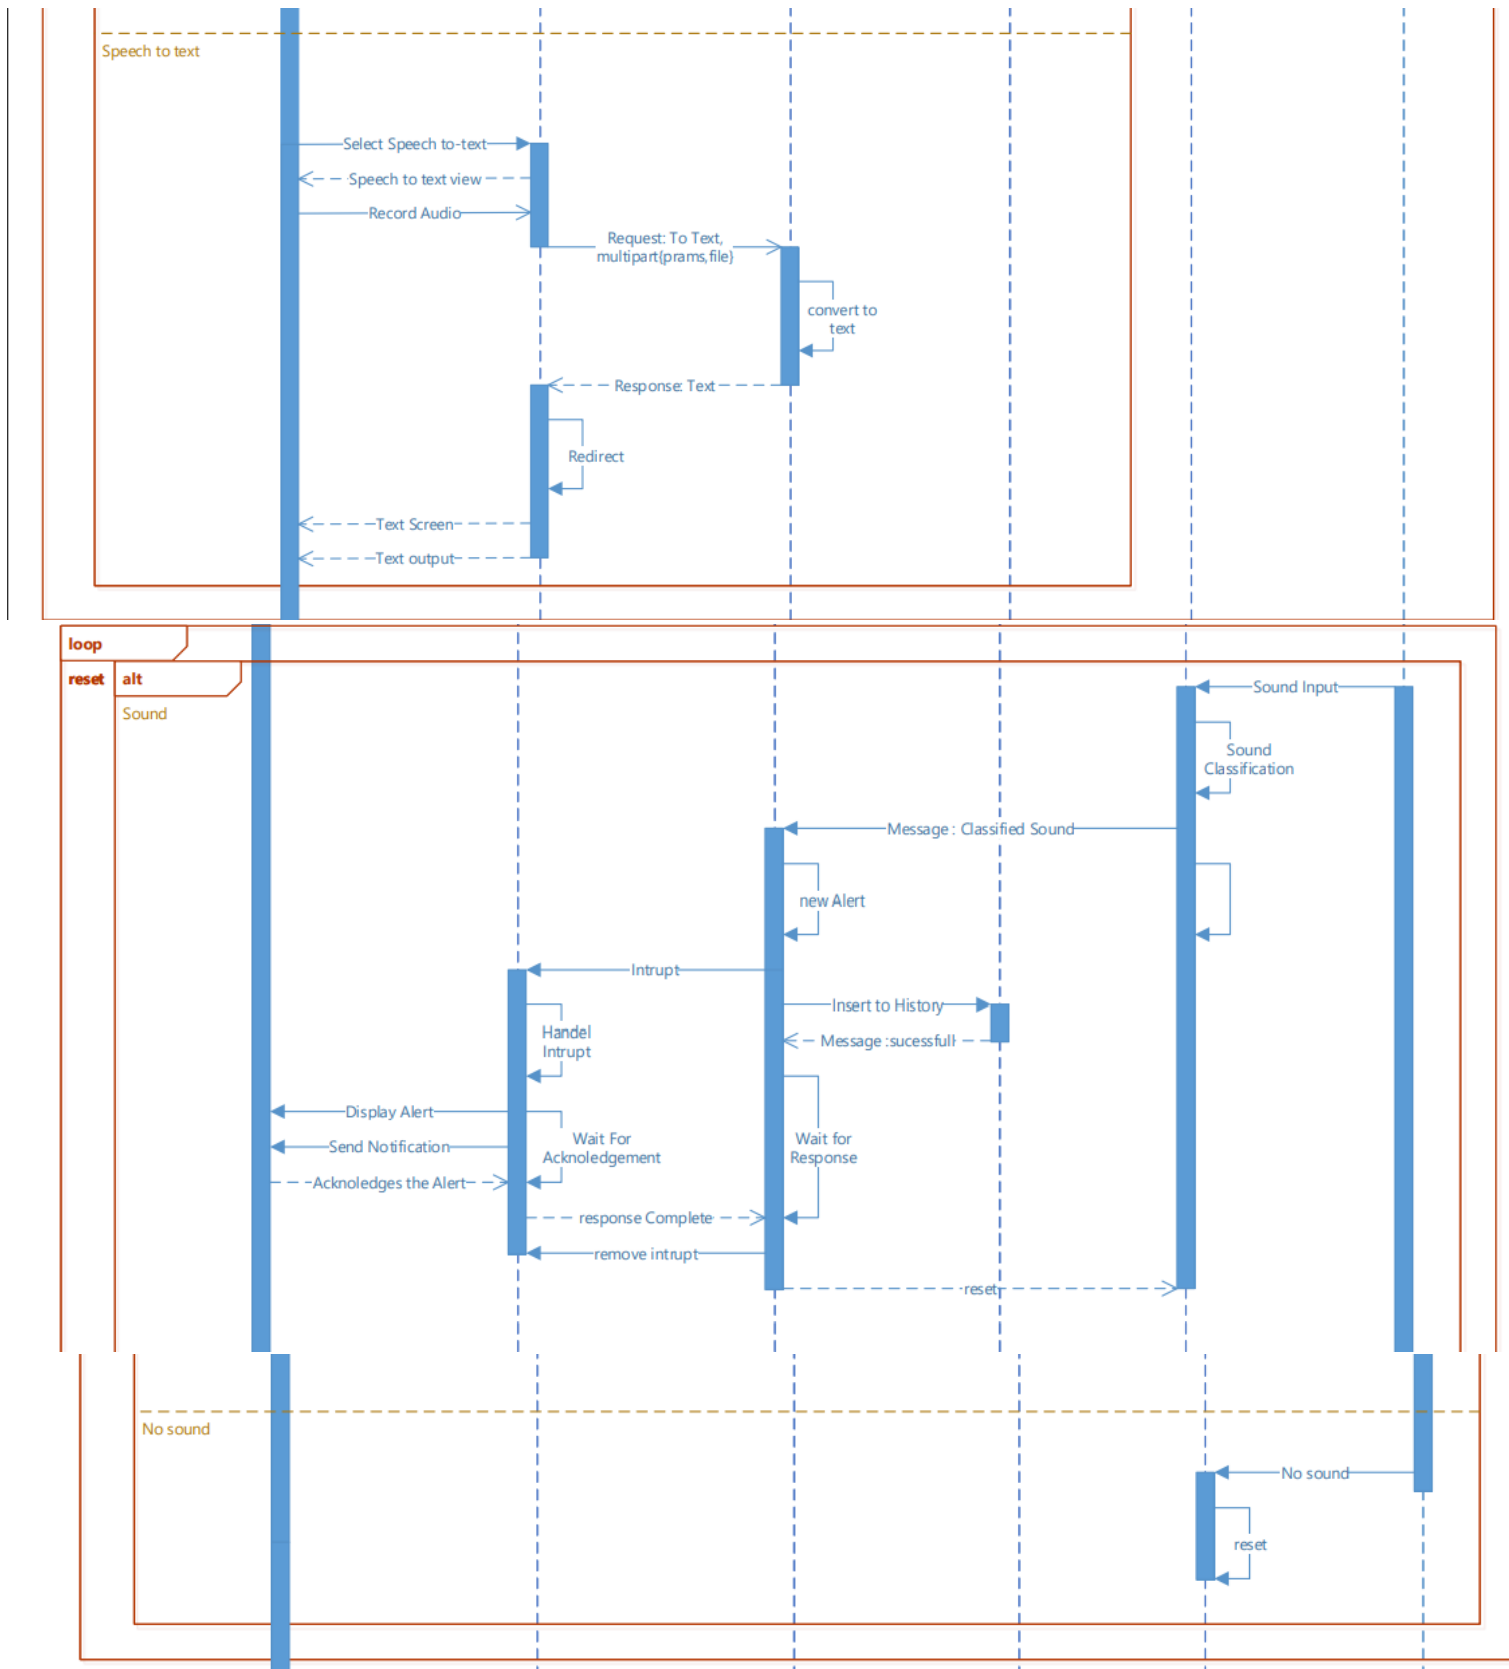 Speech to text
Select Speech to-text
Speech to text view
Record Audio
Request: To Text,
multipart{prams,file}
convert to
text
Response: Text
Redirect
Text Screen
Text output
loop
reset
alt
Sound
Sound Input
Sound
Classification
Message : Classified Sound
new Alert
Intrupt
Insert to History
Handel
Intrupt
Message :sucessfull
Display Alert
Wait For
Acknoledgement
Wait for
Response
Send Notification
Acknoledges the Alert
response Complete
remove intrupt
reset
No sound
No sound
reset